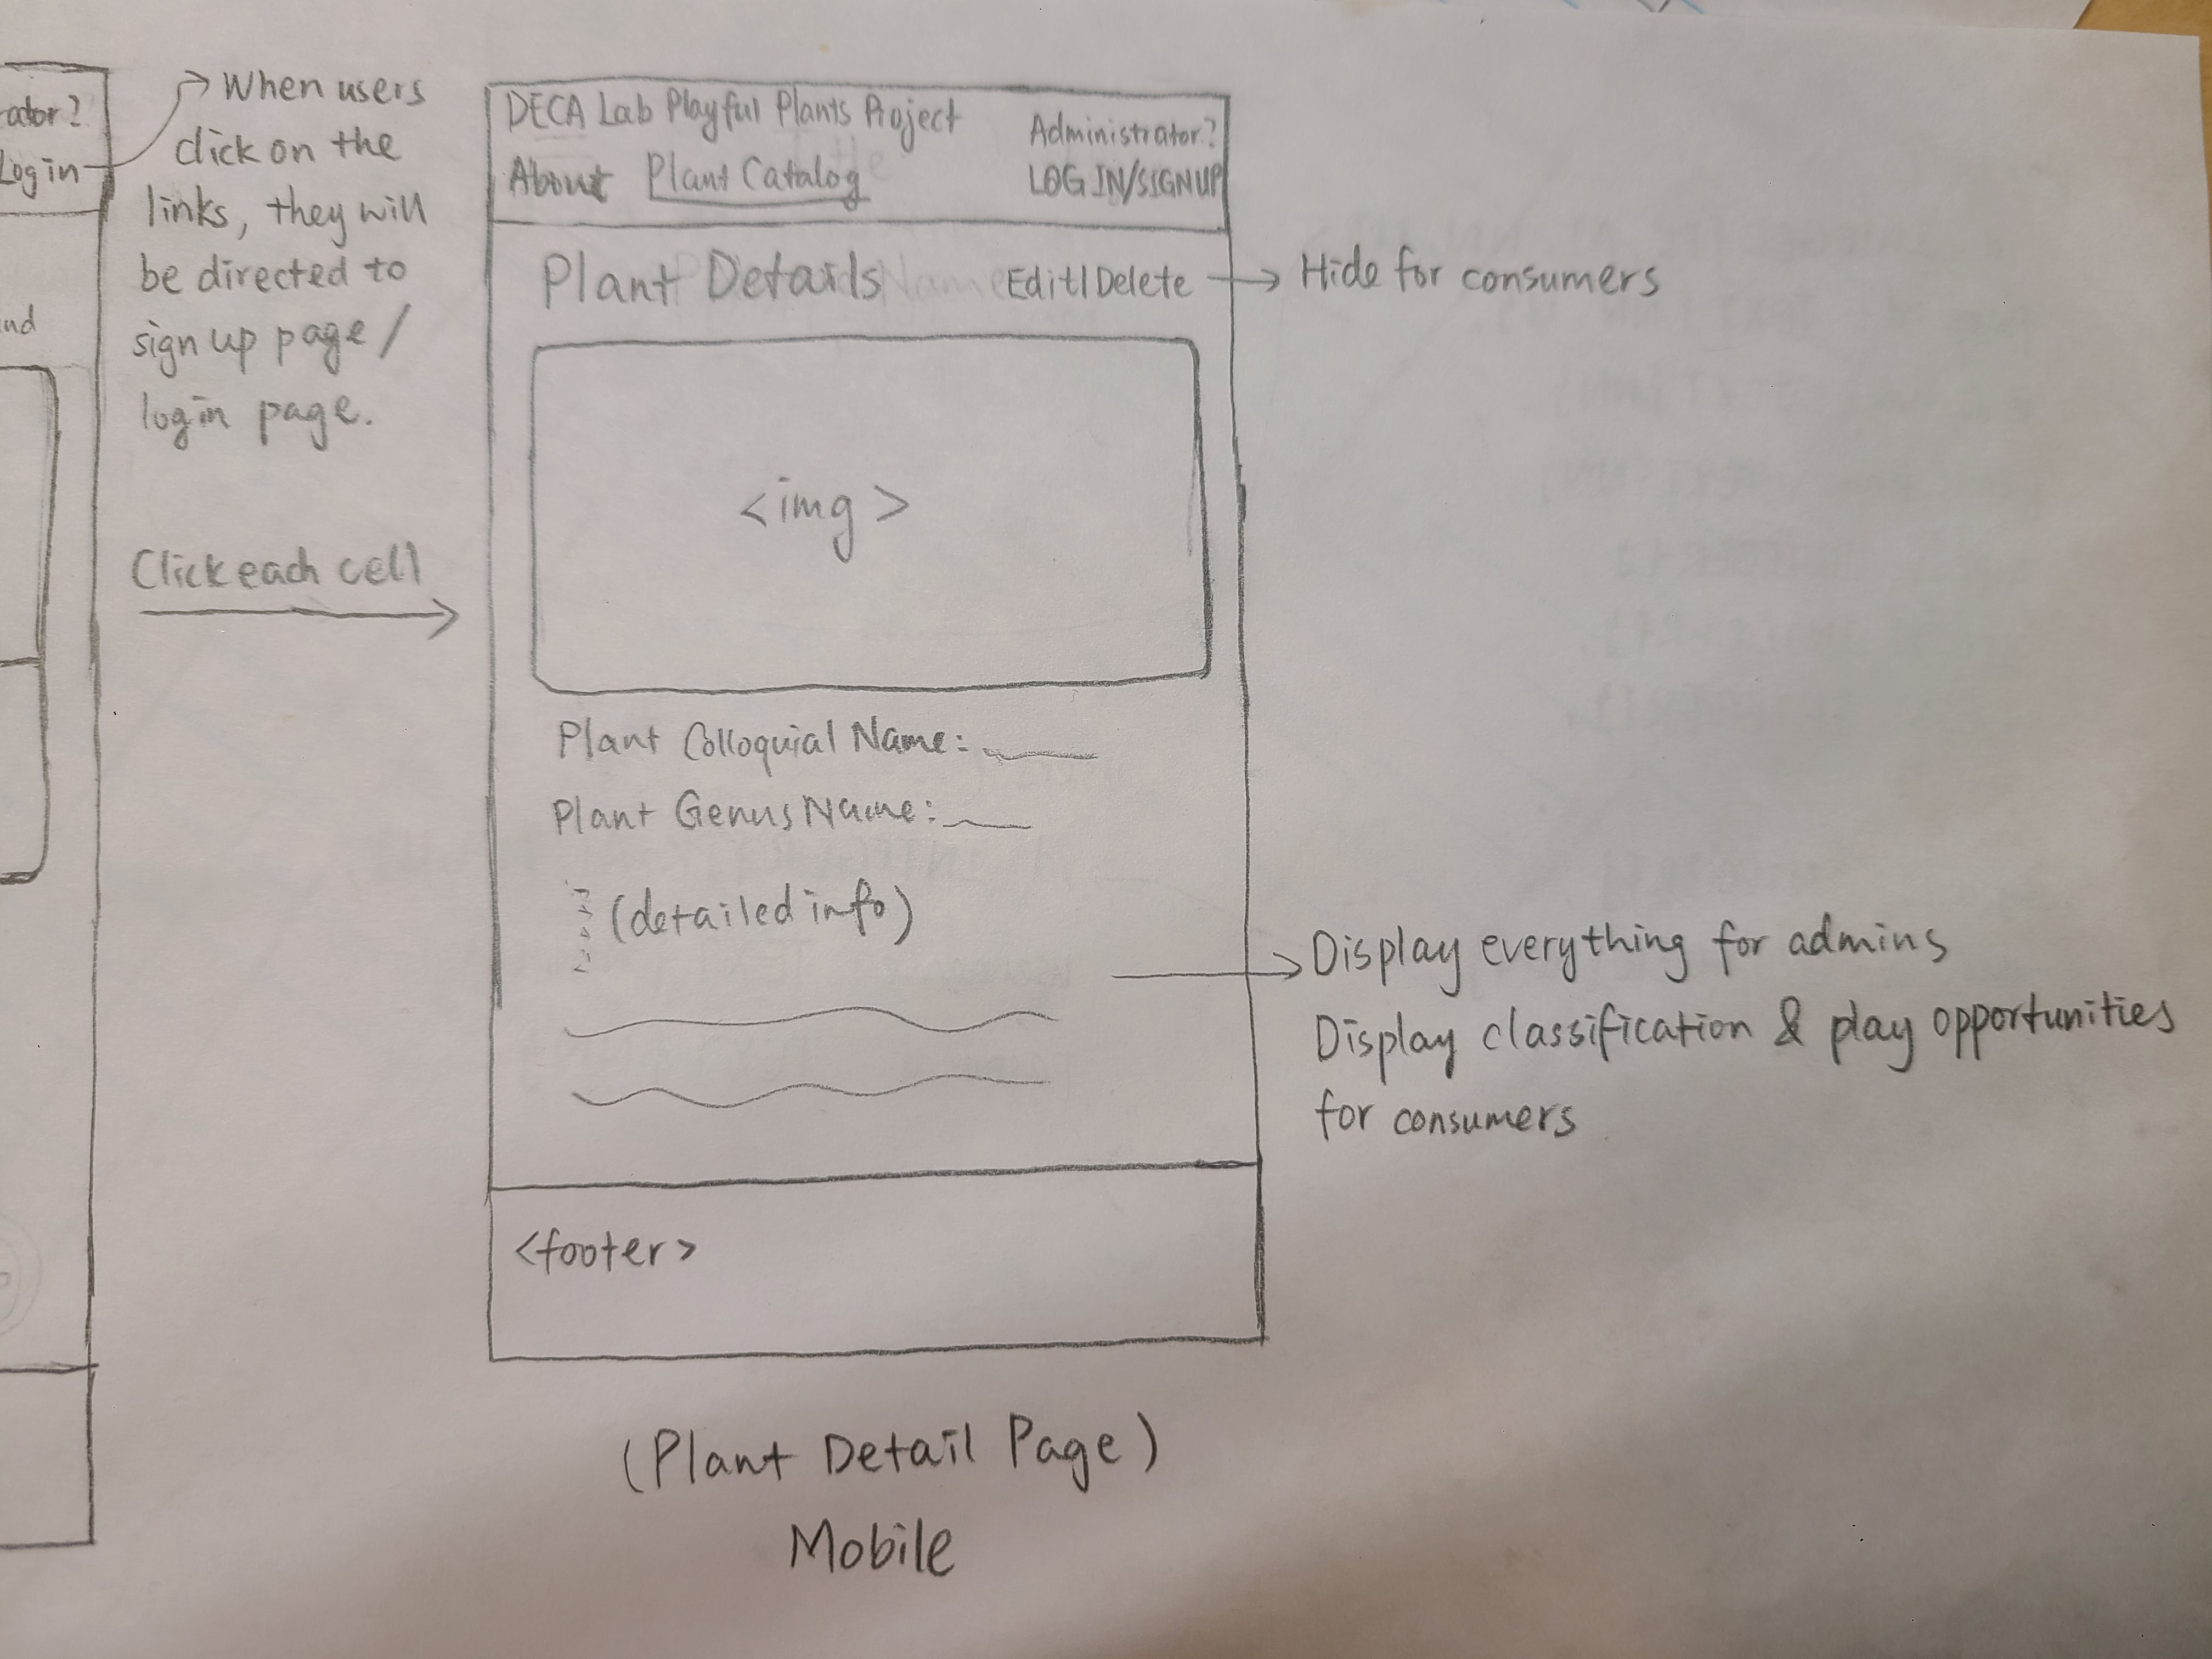 ator?
Login
nd
When users
click on the
links, they will
be directed to
sign up page /
login page.
Click each cell
DECA Lab Playful Plants Project
Administrator?
About Plant Catalog
LOG IN/SIGNUP
Plant Details
Edit|Delete
Hide for consumers
<img>
Plant Colloquial Name:
Plant Genus Name:
(detailed info)
Display everything for admins
Display classification & play opportunities
for consumers
<footer>
(Plant Detail Page)
Mobile